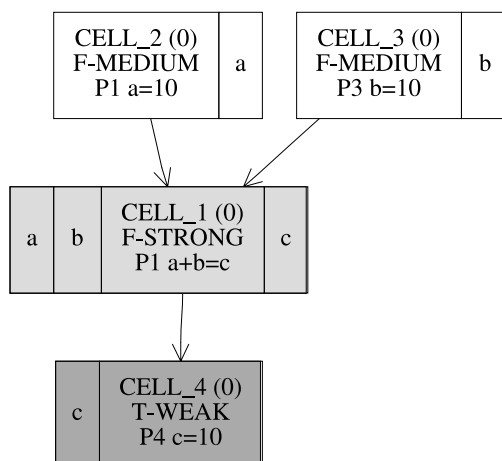 CELL_2 (0)
F-MEDIUM
P1 a=10
a
CELL_3 (0)
F-MEDIUM
P3 b=10
b
a
b
CELL_1 (0)
F-STRONG
P1 a+b=c
c
c
CELL_4 (0)
T-WEAK
P4 c=10